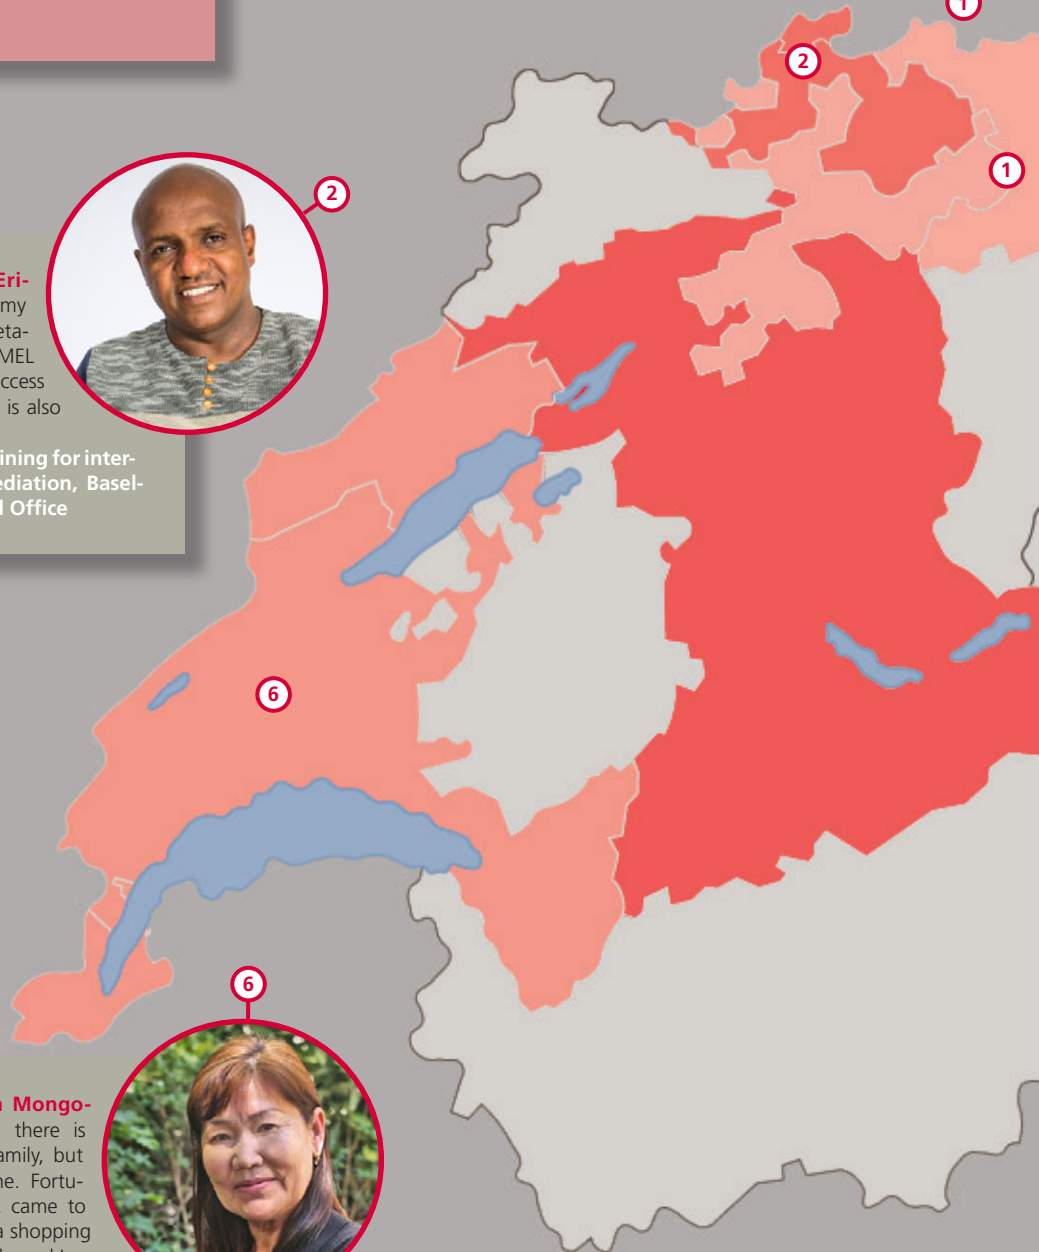 1
2
1
2
Eri-
my
eta-
MEL
ccess
is also
ining for inter-
ediation, Basel-
l Office
6
6
n Mongo-
there is
amily, but
ne. Fortu-
came to
a shopping